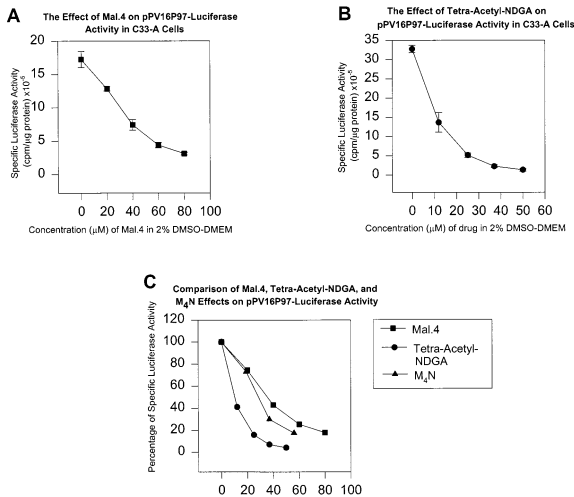 A
The Effect of Mal.4 on pPV16P97-Luciferase
Activity in C33-A Cells
Specific Luciferase Activity
(cpm/µg protein) x10-5
20
15
10
5
0
0 20 40 60 80 100
Concentration (µM) of Mal.4 in 2% DMSO-DMEM
B
The Effect of Tetra-Acetyl-NDGA on
pPV16P97-Luciferase Activity in C33-A Cells
Specific Luciferase Activity
(cpm/µg protein) x10-5
35
30
25
20
15
10
5
0
0 10 20 30 40 50 60
Concentration (µM) of drug in 2% DMSO-DMEM
C
Comparison of Mal.4, Tetra-Acetyl-NDGA, and
M4N Effects on pPV16P97-Luciferase Activity
Percentage of Specific Luciferase Activity
120
100
80
60
40
20
0
0 20 40 60 80 100
Mal.4
Tetra-Acetyl-
NDGA
M4N